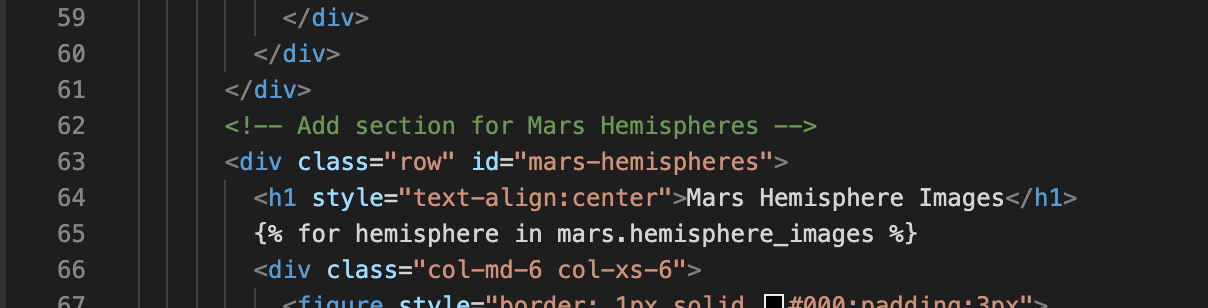 59 </div>
60 </div>
61 </div>
62 <!-- Add section for Mars Hemispheres -->
63 <div class="row" id="mars-hemispheres">
64 <h1 style="text-align:center">Mars Hemisphere Images</h1>
65 {% for hemisphere in mars.hemisphere_images %}
66 <div class="col-md-6 col-xs-6">
67 <figure style="border: 1px solid #000;padding:3px">